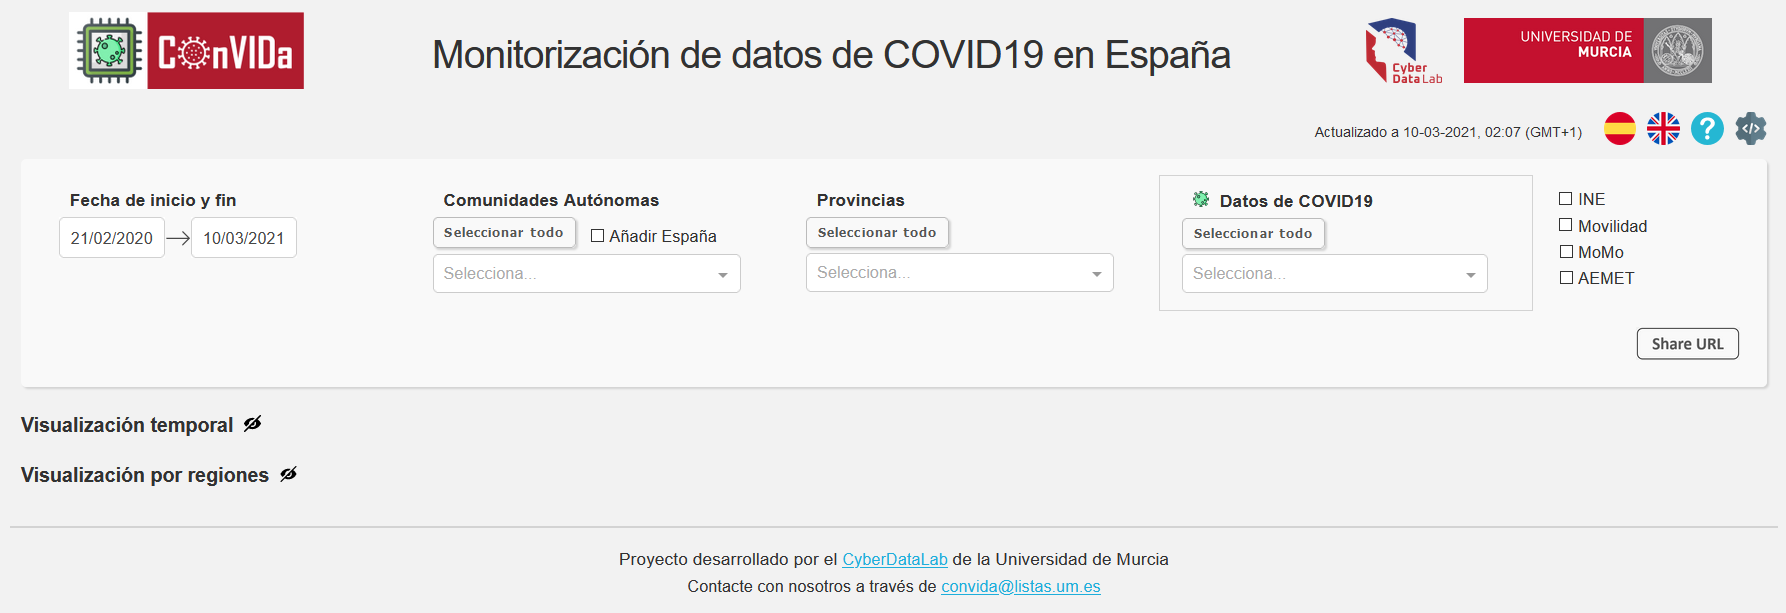 ConVIDa
Monitorización de datos de COVID19 en España
Cyber
DataLab
UNIVERSIDAD DE
MURCIA
Actualizado a 10-03-2021, 02:07 (GMT+1)
?
</>
Fecha de inicio y fin
21/02/2020
10/03/2021
Comunidades Autónomas
Seleccionar todo
Añadir España
Selecciona...
Provincias
Seleccionar todo
Selecciona...
Datos de COVID19
Seleccionar todo
Selecciona...
INE
Movilidad
MoMo
AEMET
Share URL
Visualización temporal
Visualización por regiones
Proyecto desarrollado por el CyberDataLab de la Universidad de Murcia
Contacte con nosotros a través de convida@listas.um.es